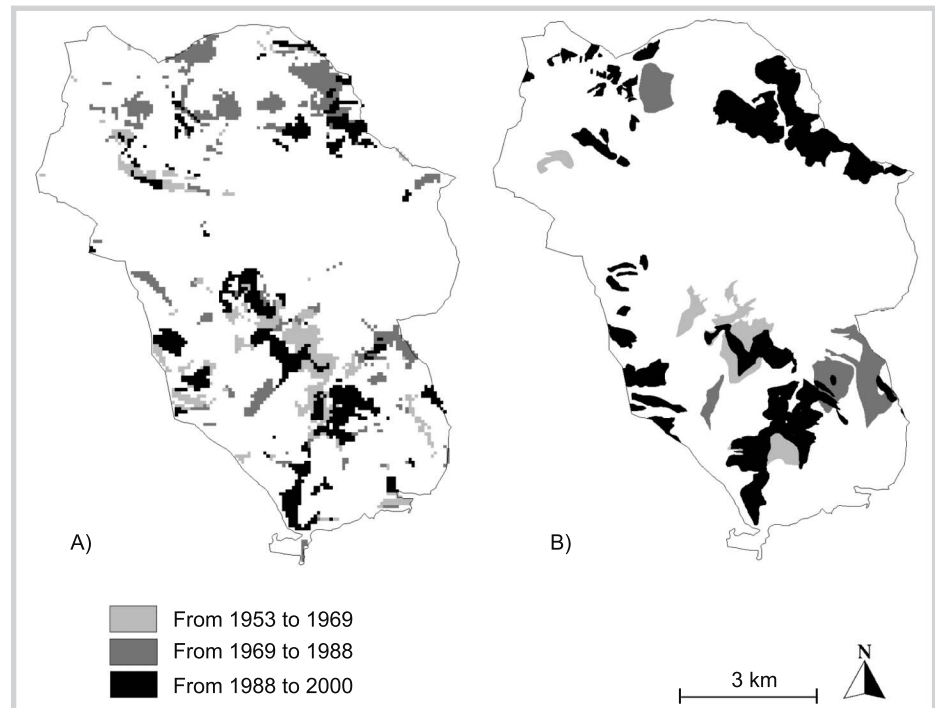 A)
B)
From 1953 to 1969
From 1969 to 1988
From 1988 to 2000
3 km
N